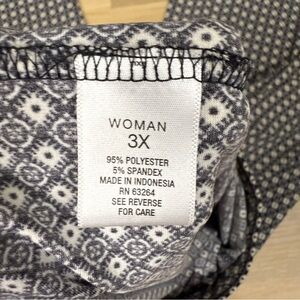 WOMAN
3X
95% POLYESTER
5% SPANDEX
MADE IN INDONESIA
RN 63264
SEE REVERSE
FOR CARE